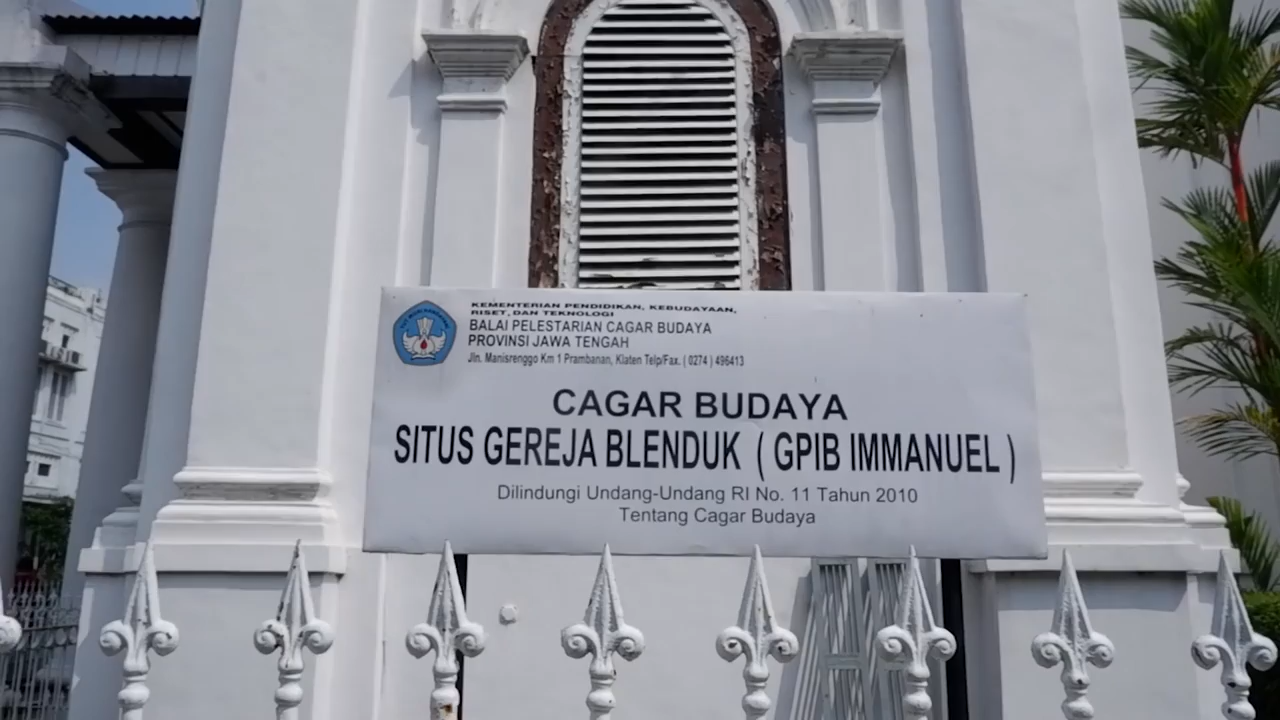 KEMENTERIAN PENDIDIKAN, KEBUDAYAAN,
RISET, DAN TEKNOLOGI
BALAI PELESTARIAN CAGAR BUDAYA
PROVINSI JAWA TENGAH
Jln. Manisrenggo Km 1 Prambanan, Klaten Telp/Fax. ( 0274 ) 496413
CAGAR BUDAYA
SITUS GEREJA BLENDUK ( GPIB IMMANUEL )
Dilindungi Undang-Undang RI No. 11 Tahun 2010
Tentang Cagar Budaya